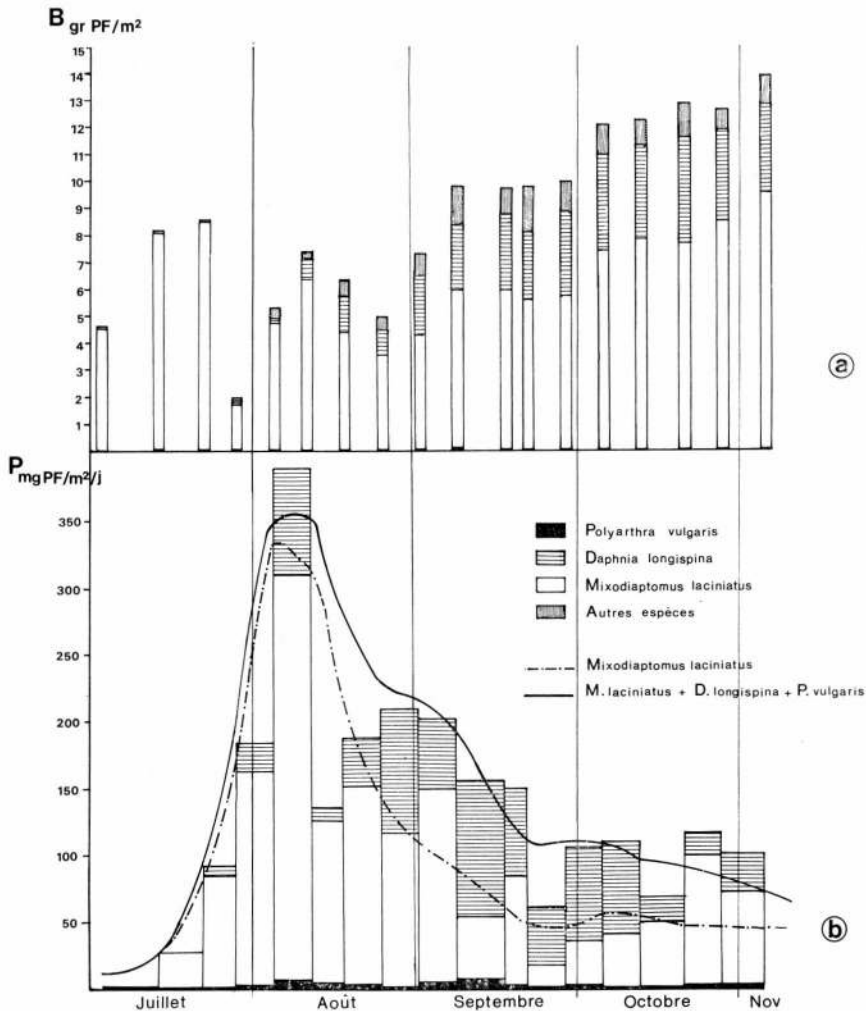 B gr PF/m²
15
14
13
12
11
10
9
8
7
6
5
4
3
2
1
ⓐ
P mg PF/m²/j
350
300
250
200
150
100
50
Polyarthra vulgaris
Daphnia longispina
Mixodiaptomus laciniatus
Autres espèces
Mixodiaptomus laciniatus
M. laciniatus + D. longispina + P. vulgaris
ⓑ
Juillet Août Septembre Octobre Nov